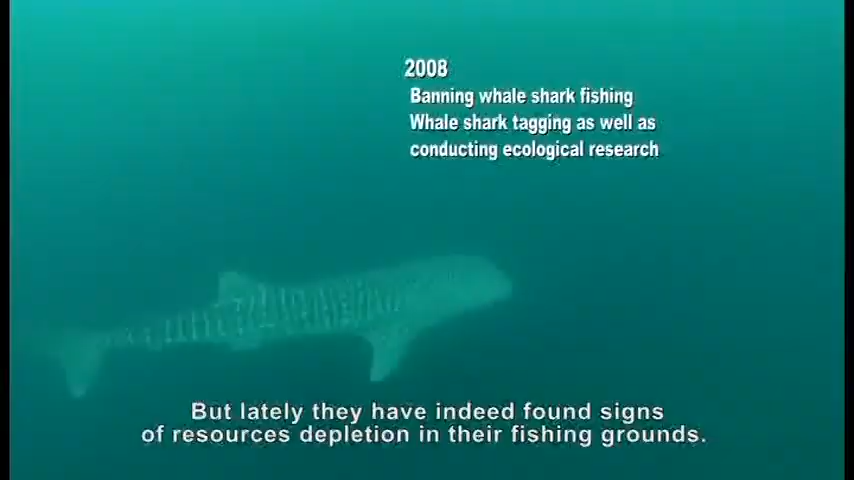 2008
Banning whale shark fishing
Whale shark tagging as well as
conducting ecological research
But lately they have indeed found signs
of resources depletion in their fishing grounds.